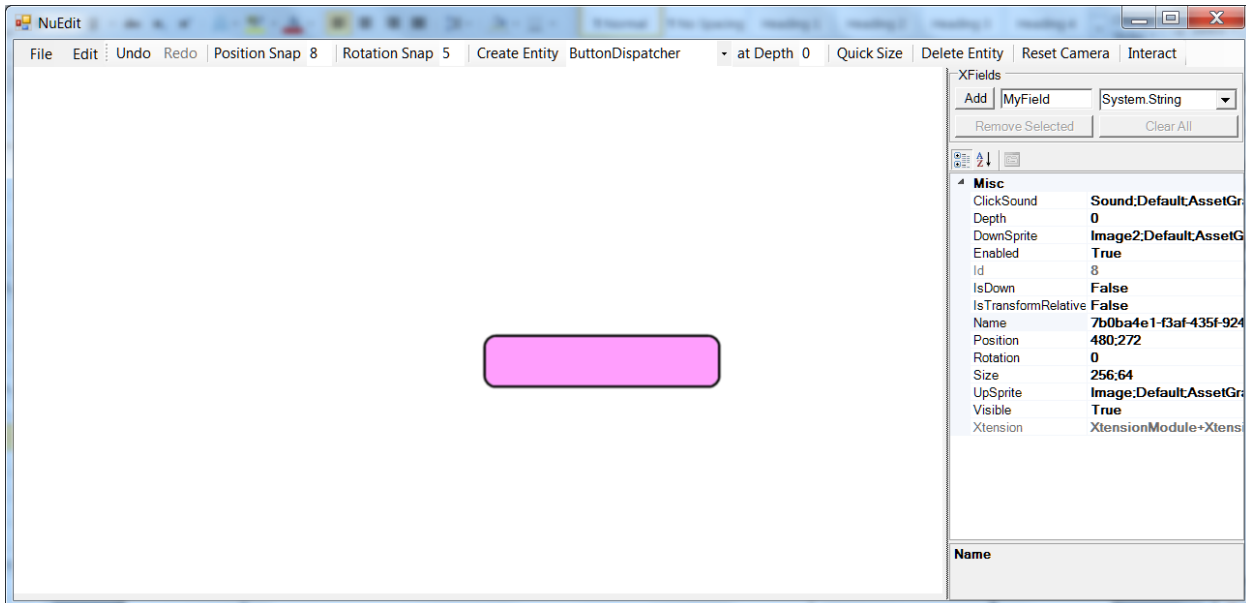 NuEdit
File Edit Undo Redo Position Snap 8 Rotation Snap 5 Create Entity ButtonDispatcher at Depth 0 Quick Size Delete Entity Reset Camera Interact
XFields
Add MyField System.String
Remove Selected Clear All
Misc
ClickSound Sound;Default;AssetGr
Depth 0
DownSprite Image2;Default;AssetG
Enabled True
Id 8
IsDown False
IsTransformRelative False
Name 7b0ba4e1-f3af-435f-924
Position 480;272
Rotation 0
Size 256;64
UpSprite Image;Default;AssetGr
Visible True
Xtension XtensionModule+Xtensi
Name